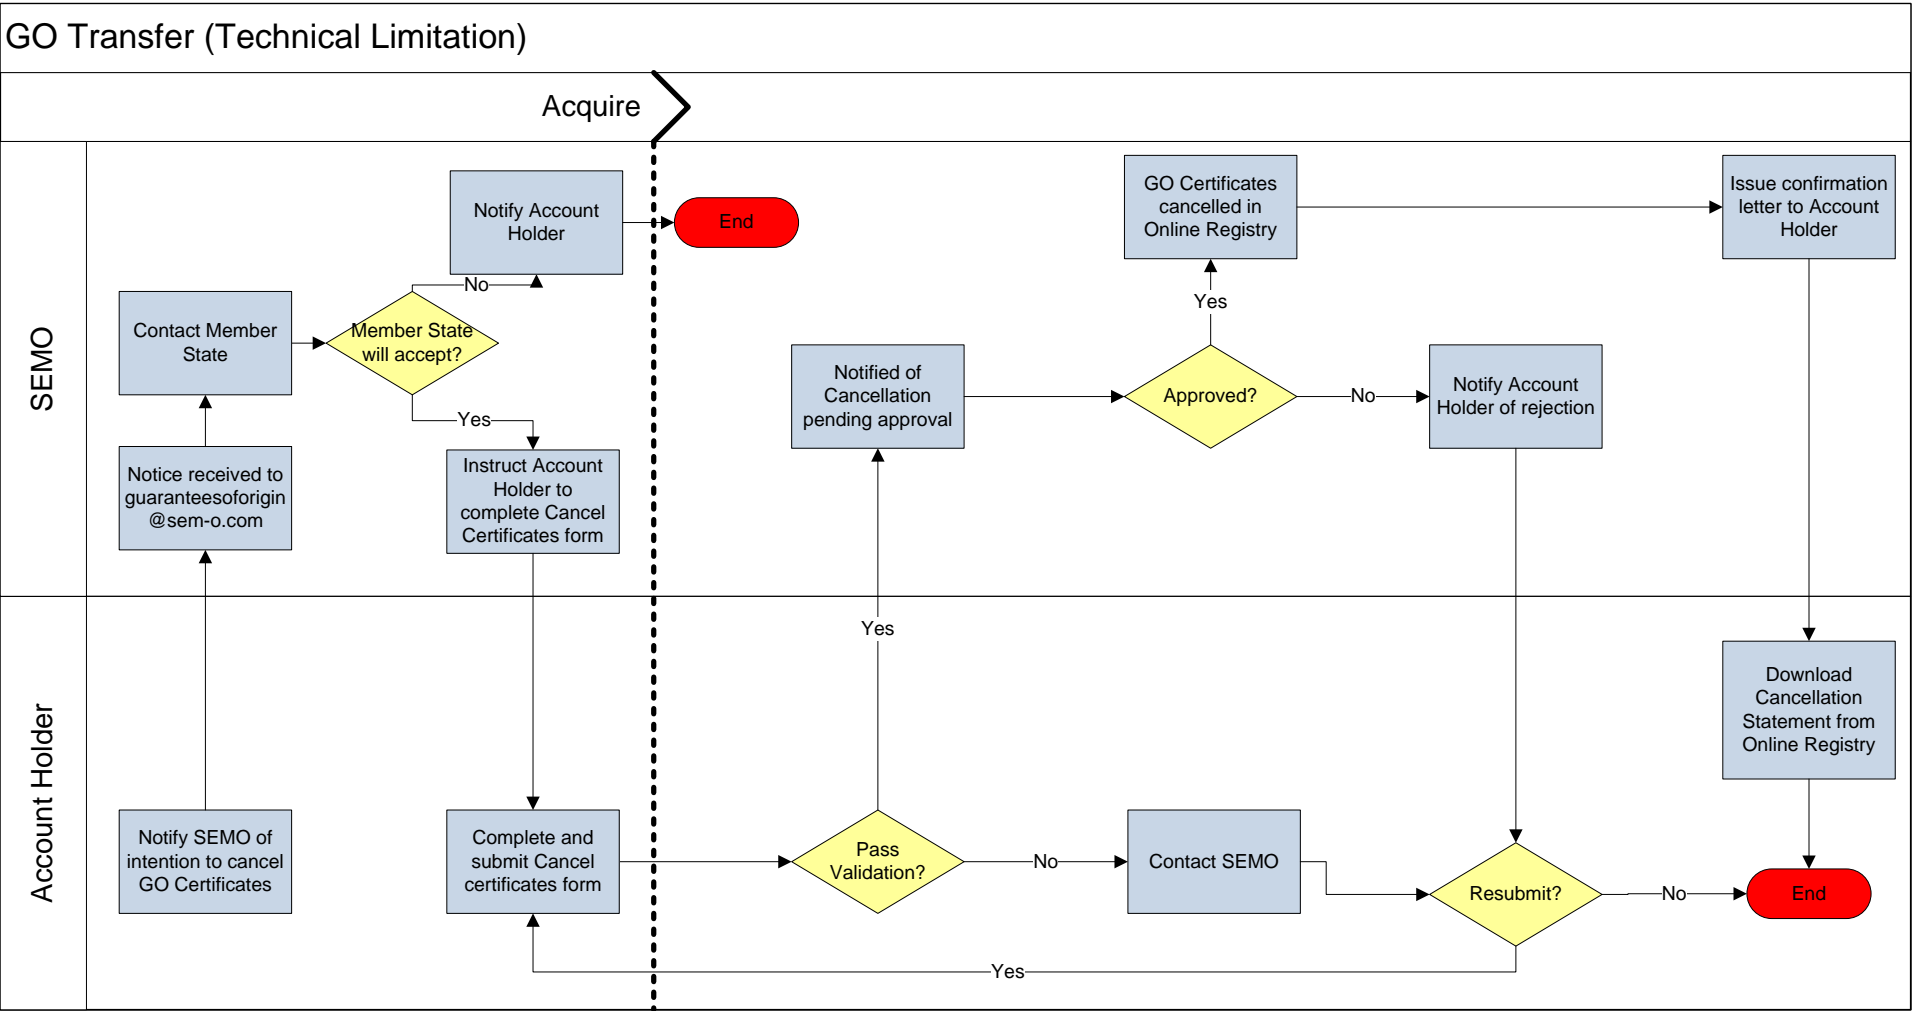 GO Transfer (Technical Limitation)
Acquire
SEMO
Notify Account
Holder
End
GO Certificates
cancelled in
Online Registry
Issue confirmation
letter to Account
Holder
No
Yes
Contact Member
State
Member State
will accept?
Notified of
Cancellation
pending approval
Approved?
No
Notify Account
Holder of rejection
Yes
Notice received to
guaranteesoforigin
@sem-o.com
Instruct Account
Holder to
complete Cancel
Certificates form
Account Holder
Yes
Download
Cancellation
Statement from
Online Registry
Notify SEMO of
intention to cancel
GO Certificates
Complete and
submit Cancel
certificates form
Pass
Validation?
No
Contact SEMO
Resubmit?
No
End
Yes